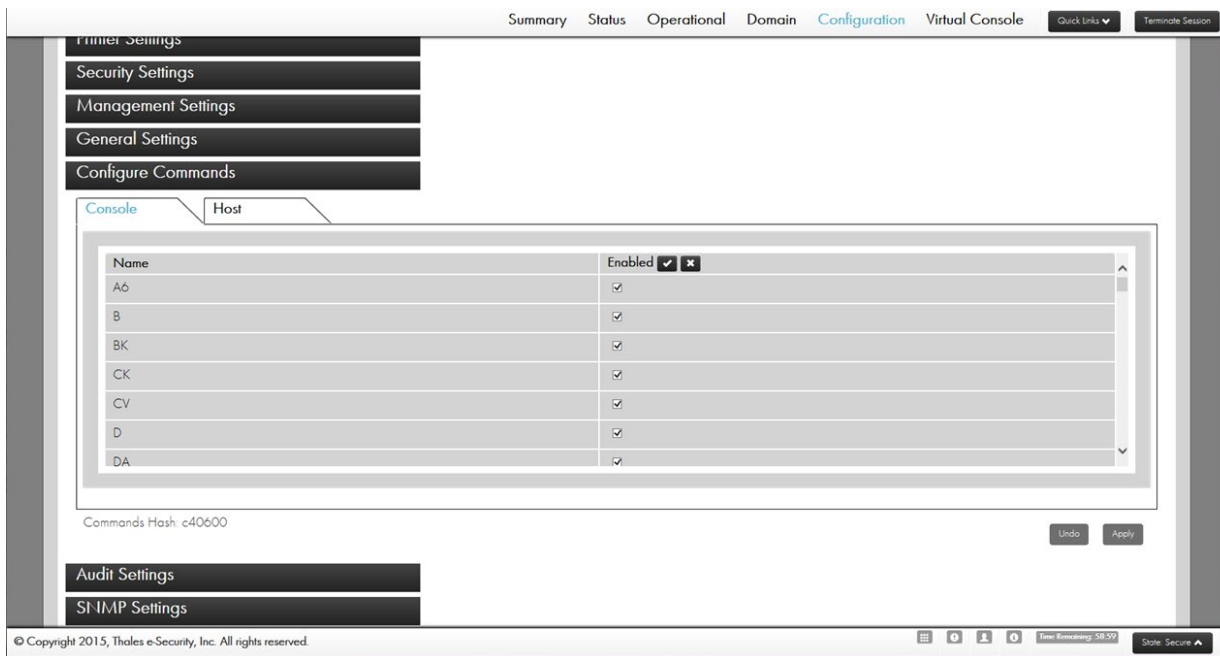 Summary Status Operational Domain Configuration Virtual Console Quick Links Terminate Session
Printer Settings
Security Settings
Management Settings
General Settings
Configure Commands
Console Host
Name Enabled
A6
B
BK
CK
CV
D
DA
Commands Hash: c40600
Undo Apply
Audit Settings
SNMP Settings
© Copyright 2015, Thales e-Security, Inc. All rights reserved. Time Remaining: 58:59 State: Secure